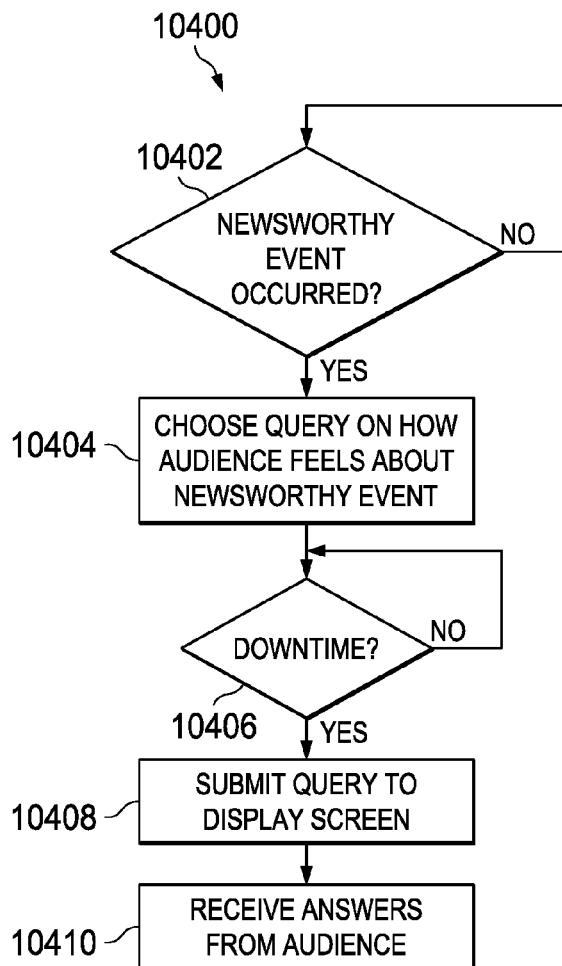 10400
10402
NEWSWORTHY
EVENT
OCCURRED?
NO
YES
10404
CHOOSE QUERY ON HOW
AUDIENCE FEELS ABOUT
NEWSWORTHY EVENT
DOWNTIME?
NO
10406
YES
10408
SUBMIT QUERY TO
DISPLAY SCREEN
10410
RECEIVE ANSWERS
FROM AUDIENCE